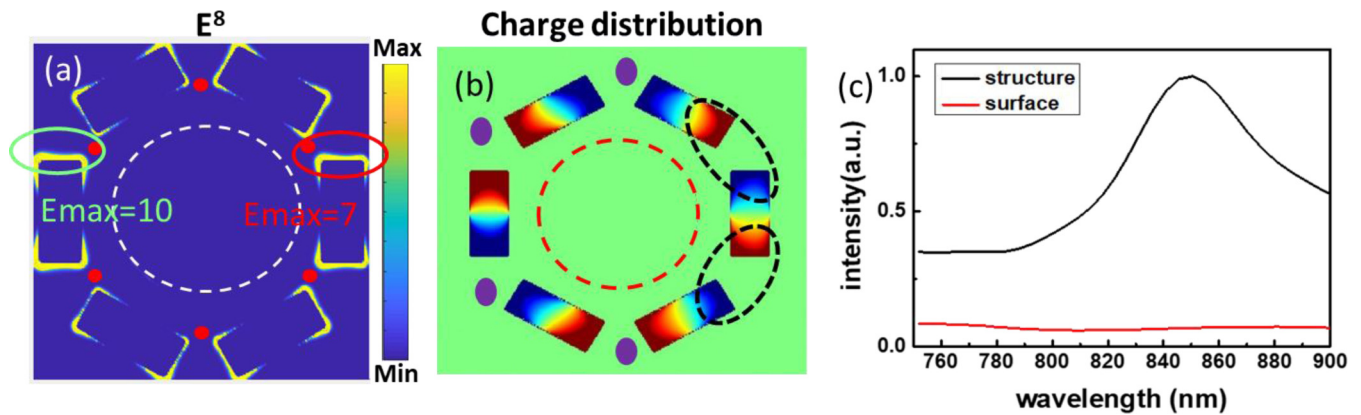 E⁸
(a)
Max
Emax=10
Emax=7
Min
Charge distribution
(b)
(c)
structure
surface
intensity(a.u.)
1.0
0.5
0.0
760 780 800 820 840 860 880 900
wavelength (nm)